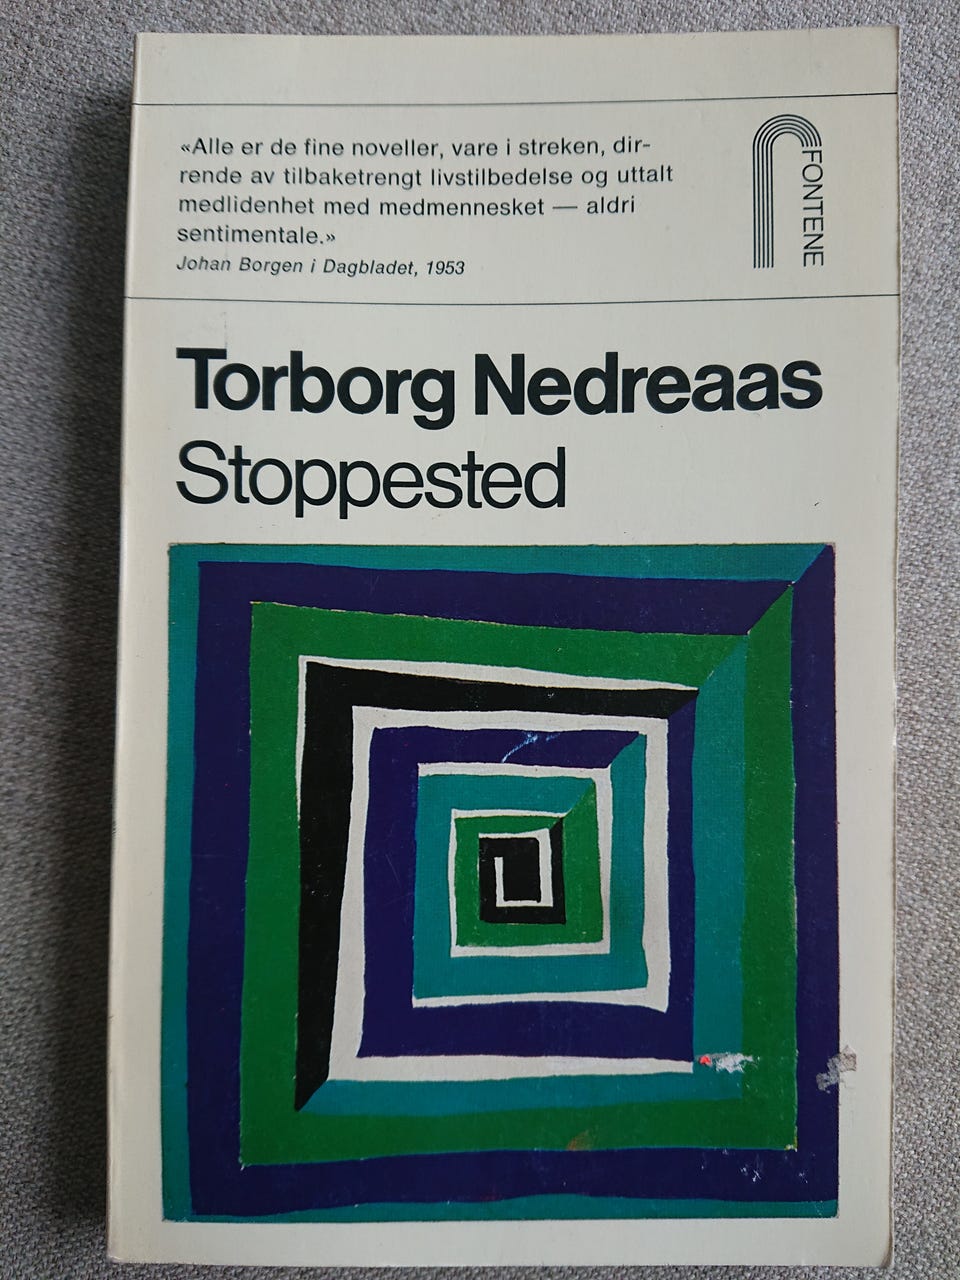 «Alle er de fine noveller, vare i streken, dir-
rende av tilbaketrengt livstilbedelse og uttalt
medlidenhet med medmennesket — aldri
sentimentale.»
Johan Borgen i Dagbladet, 1953
FONTENE
Torborg Nedreaas
Stoppested